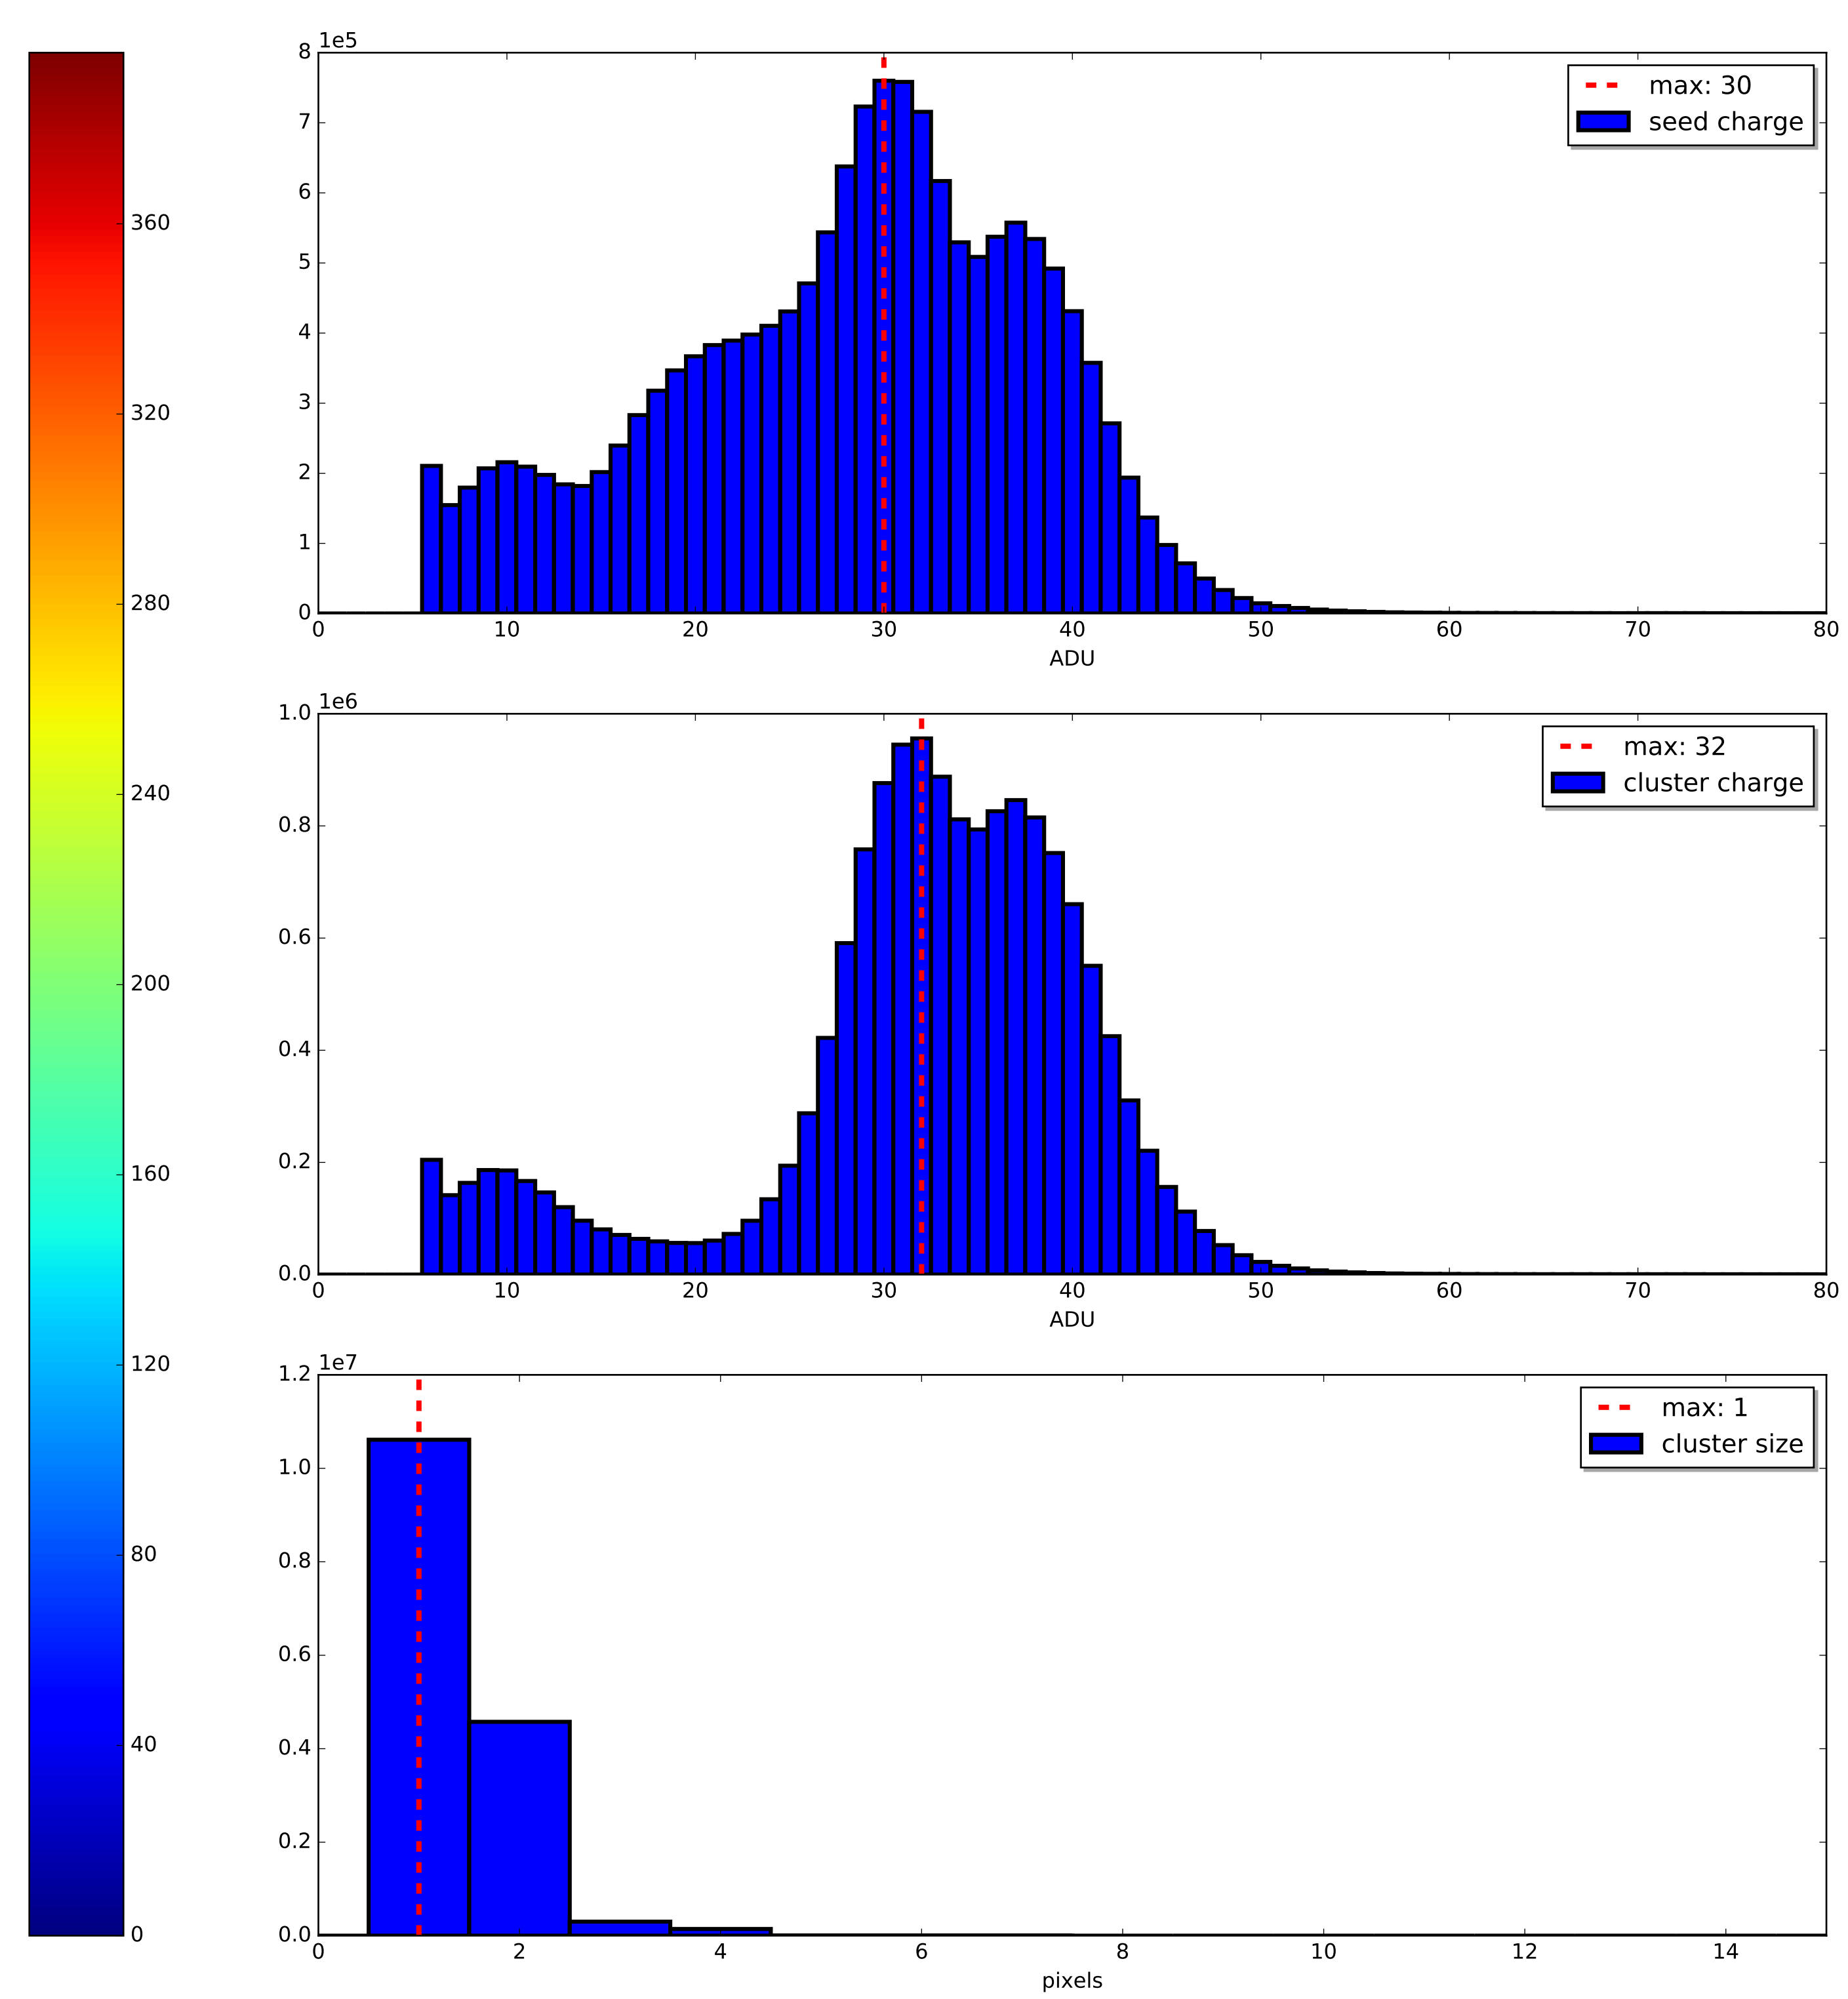 360
320
280
240
200
160
120
80
40
0
1e5
8
7
6
5
4
3
2
1
0
0 10 20 30 40 50 60 70 80
ADU
max: 30
seed charge
1e6
1.0
0.8
0.6
0.4
0.2
0.0
0 10 20 30 40 50 60 70 80
ADU
max: 32
cluster charge
1e7
1.2
1.0
0.8
0.6
0.4
0.2
0.0
0 2 4 6 8 10 12 14
pixels
max: 1
cluster size